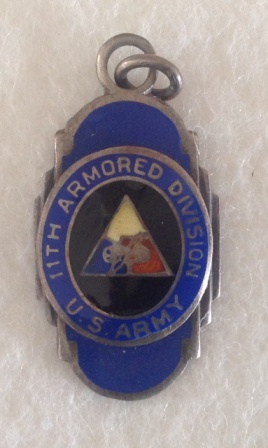 11TH ARMORED DIVISION
U.S. ARMY